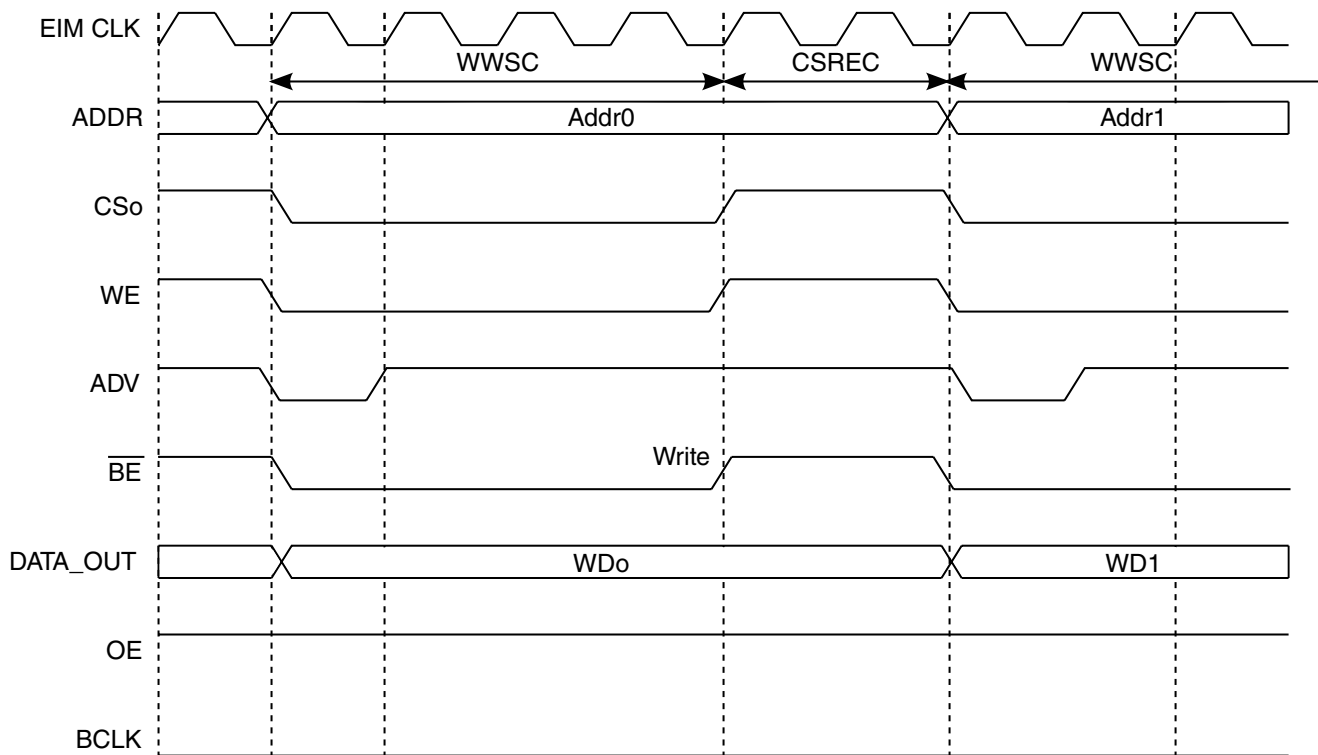 EIM CLK
WWSC CSREC WWSC
ADDR Addr0 Addr1
CSo
WE
ADV
BE Write
DATA_OUT WDo WD1
OE
BCLK